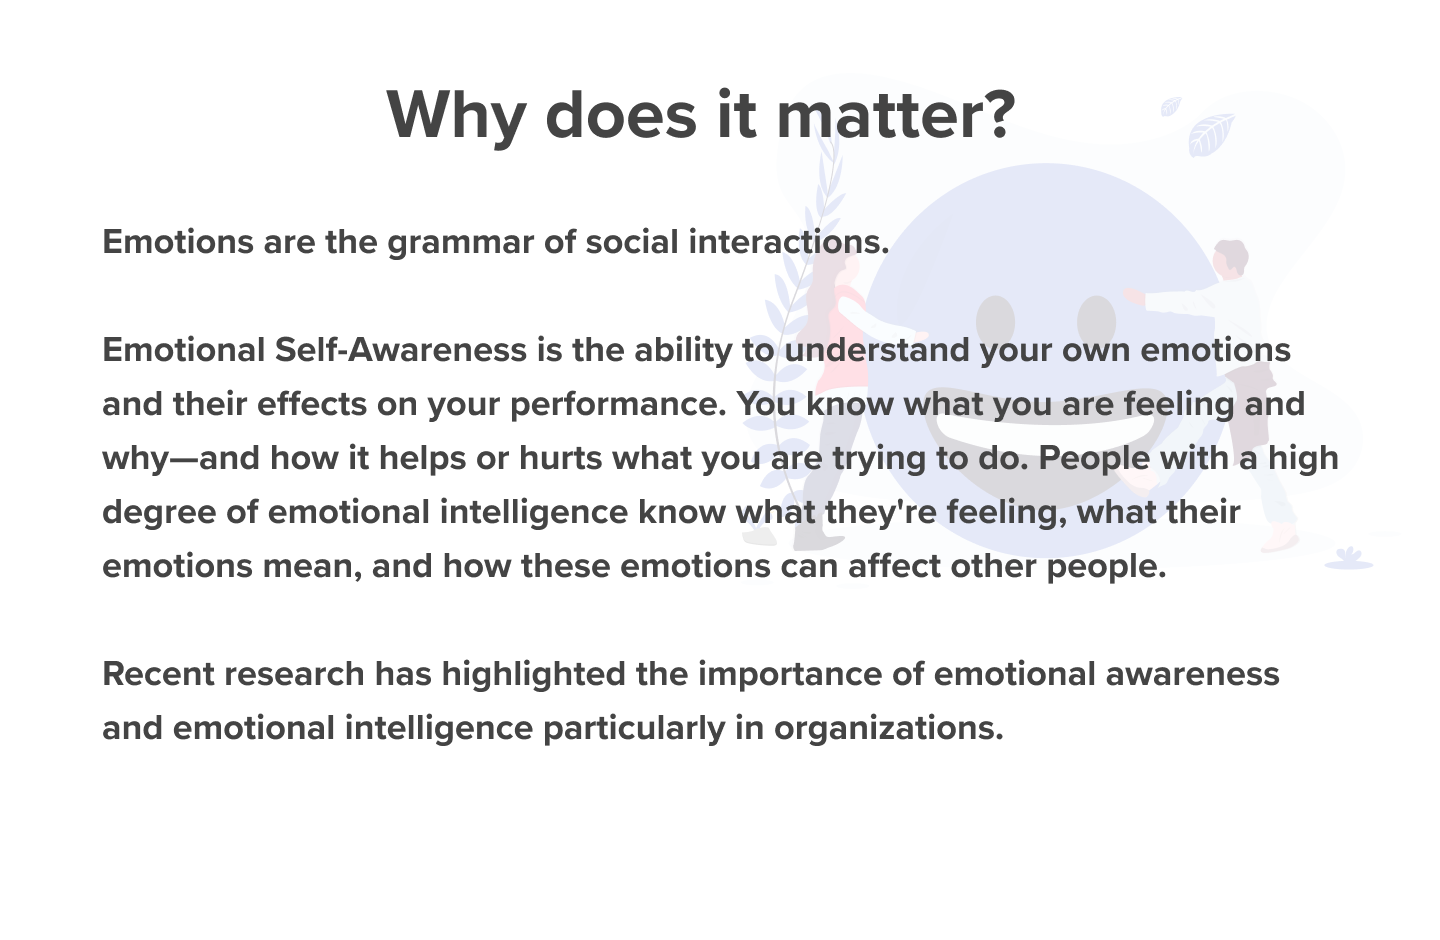 Why does it matter?
Emotions are the grammar of social interactions.
Emotional Self-Awareness is the ability to understand your own emotions
and their effects on your performance. You know what you are feeling and
why—and how it helps or hurts what you are trying to do. People with a high
degree of emotional intelligence know what they're feeling, what their
emotions mean, and how these emotions can affect other people.
Recent research has highlighted the importance of emotional awareness
and emotional intelligence particularly in organizations.